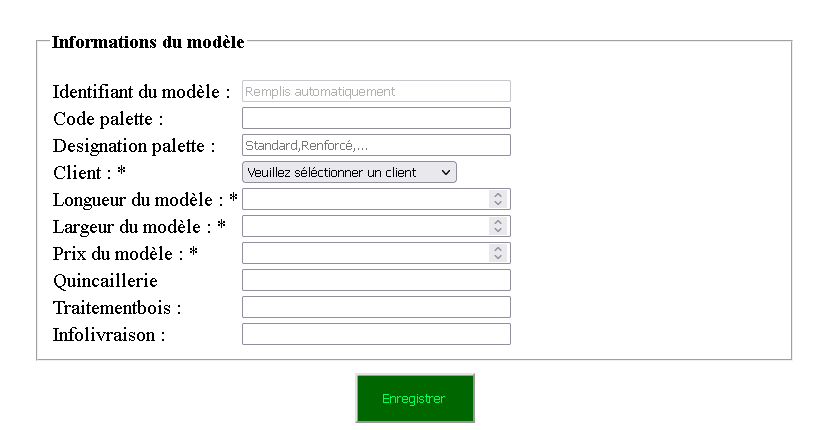 Informations du modèle
Identifiant du modèle : Remplis automatiquement
Code palette :
Designation palette : Standard,Renforcé,...
Client : * Veuillez séléctionner un client
Longueur du modèle : *
Largeur du modèle : *
Prix du modèle : *
Quincaillerie
Traitementbois :
Infolivraison :
Enregistrer